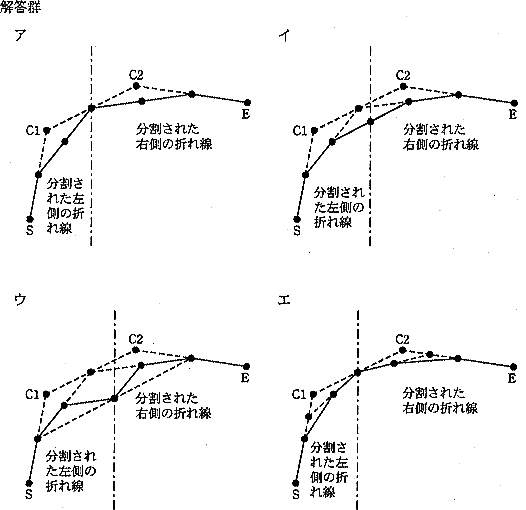 解答群
ア
イ
C2
C1
E
S
分割された
右側の折れ線
分割さ
れた左
側の折
れ線
C2
C1
E
S
分割された
右側の折れ線
分割さ
れた左
側の折
れ線
ウ
エ
C2
C1
E
S
分割された
右側の折れ線
分割され
た左側の
折れ線
C2
C1
E
S
分割された
右側の折れ線
分割さ
れた左
側の折
れ線